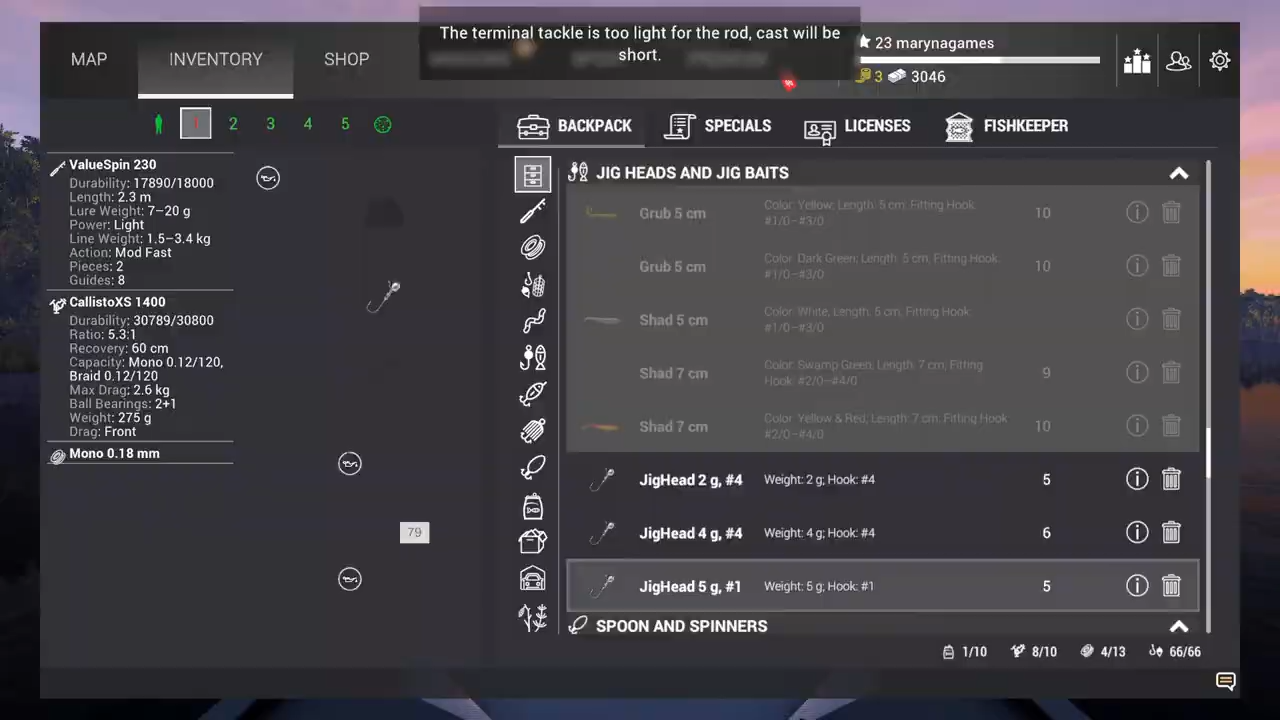 The terminal tackle is too light for the rod, cast will be
short.
MAP
INVENTORY
SHOP
23 marynagames
3
3046
1
2
3
4
5
BACKPACK
SPECIALS
LICENSES
FISHKEEPER
ValueSpin 230
Durability: 17890/18000
Length: 2.3 m
Lure Weight: 7–20 g
Power: Light
Line Weight: 1.5–3.4 kg
Action: Mod Fast
Pieces: 2
Guides: 8
CallistoXS 1400
Durability: 30789/30800
Ratio: 5.3:1
Recovery: 60 cm
Capacity: Mono 0.12/120,
Braid 0.12/120
Max Drag: 2.6 kg
Ball Bearings: 2+1
Weight: 275 g
Drag: Front
Mono 0.18 mm
79
JIG HEADS AND JIG BAITS
Grub 5 cm
Color: Yellow; Length: 5 cm; Fitting Hook:
#1/0–#3/0
10
Grub 5 cm
Color: Dark Green; Length: 5 cm; Fitting Hook:
#1/0–#3/0
10
Shad 5 cm
Color: White; Length: 5 cm; Fitting Hook:
#1/0–#3/0
10
Shad 7 cm
Color: Swamp Green; Length: 7 cm; Fitting
Hook: #2/0–#4/0
9
Shad 7 cm
Color: Yellow & Red; Length: 7 cm; Fitting Hook:
#2/0–#4/0
10
JigHead 2 g, #4
Weight: 2 g; Hook: #4
5
JigHead 4 g, #4
Weight: 4 g; Hook: #4
6
JigHead 5 g, #1
Weight: 5 g; Hook: #1
5
SPOON AND SPINNERS
1/10
8/10
4/13
66/66